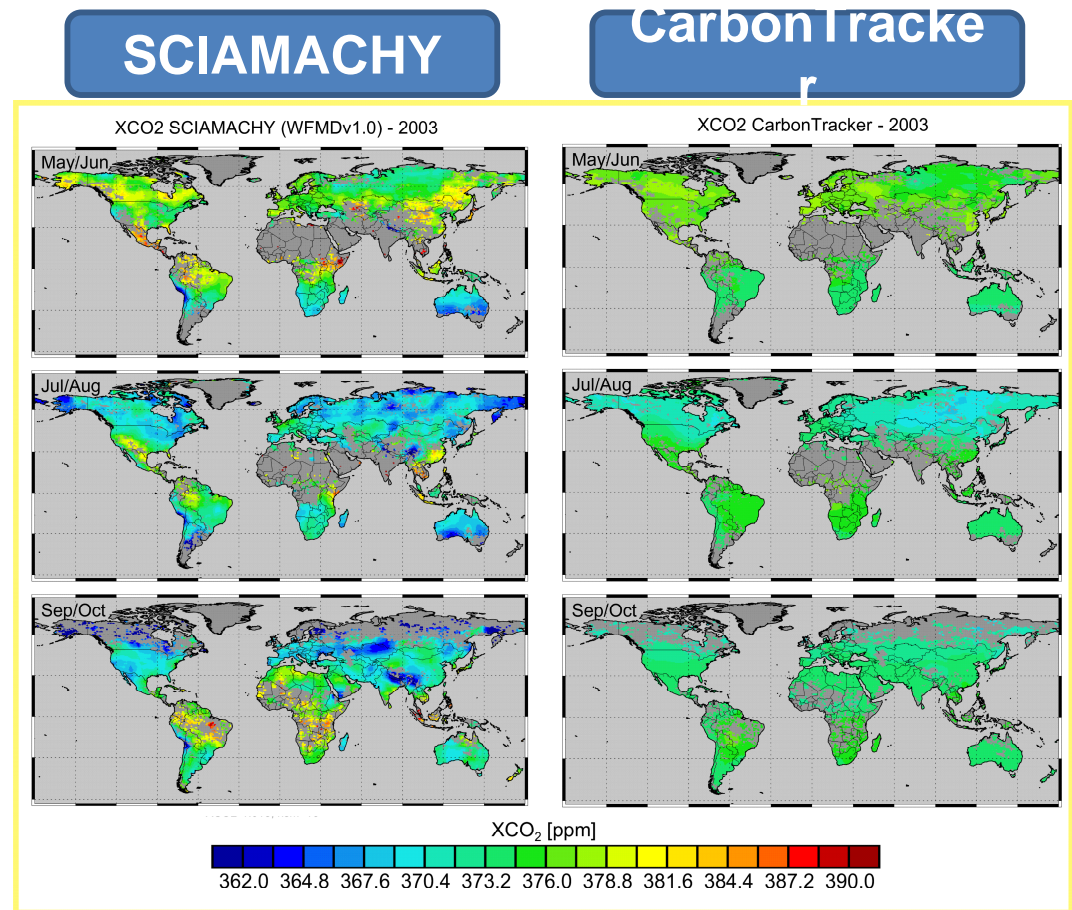 SCIAMACHY
CarbonTracke
r
XCO2 SCIAMACHY (WFMDv1.0) - 2003
XCO2 CarbonTracker - 2003
May/Jun
May/Jun
Jul/Aug
Jul/Aug
Sep/Oct
Sep/Oct
XCO₂ [ppm]
362.0 364.8 367.6 370.4 373.2 376.0 378.8 381.6 384.4 387.2 390.0